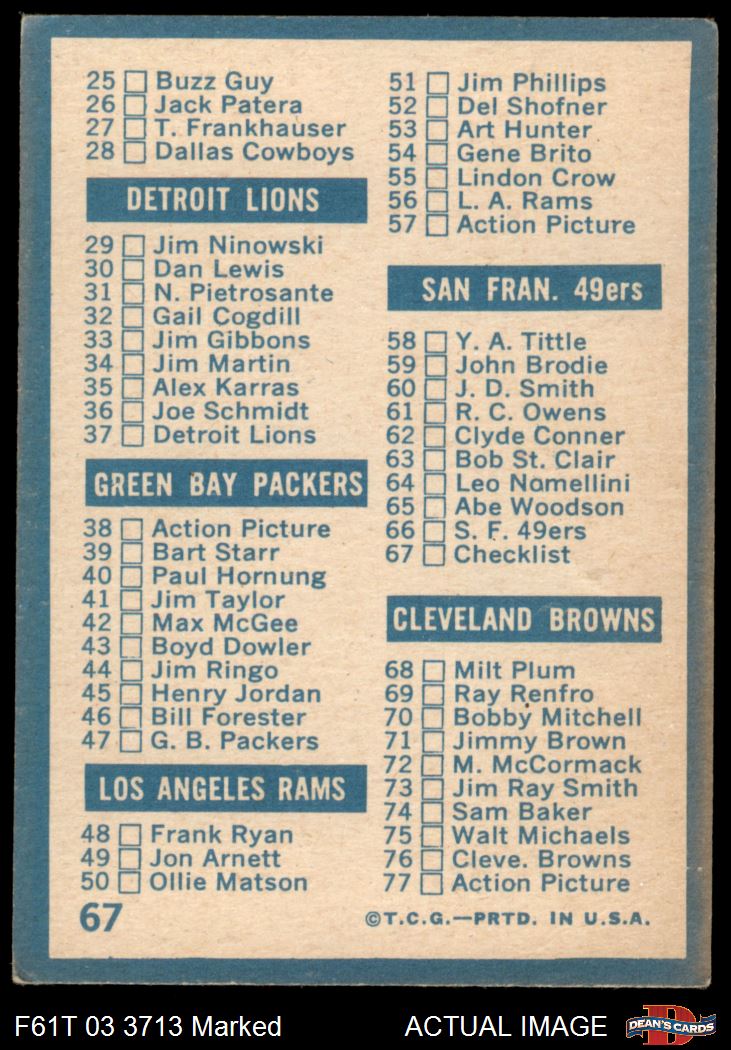 25 Buzz Guy
26 Jack Patera
27 T. Frankhauser
28 Dallas Cowboys
DETROIT LIONS
29 Jim Ninowski
30 Dan Lewis
31 N. Pietrosante
32 Gail Cogdill
33 Jim Gibbons
34 Jim Martin
35 Alex Karras
36 Joe Schmidt
37 Detroit Lions
GREEN BAY PACKERS
38 Action Picture
39 Bart Starr
40 Paul Hornung
41 Jim Taylor
42 Max McGee
43 Boyd Dowler
44 Jim Ringo
45 Henry Jordan
46 Bill Forester
47 G. B. Packers
LOS ANGELES RAMS
48 Frank Ryan
49 Jon Arnett
50 Ollie Matson
67
51 Jim Phillips
52 Del Shofner
53 Art Hunter
54 Gene Brito
55 Lindon Crow
56 L. A. Rams
57 Action Picture
SAN FRAN. 49ers
58 Y. A. Tittle
59 John Brodie
60 J. D. Smith
61 R. C. Owens
62 Clyde Conner
63 Bob St. Clair
64 Leo Nomellini
65 Abe Woodson
66 S. F. 49ers
67 Checklist
CLEVELAND BROWNS
68 Milt Plum
69 Ray Renfro
70 Bobby Mitchell
71 Jimmy Brown
72 M. McCormack
73 Jim Ray Smith
74 Sam Baker
75 Walt Michaels
76 Cleve. Browns
77 Action Picture
©T.C.G.—PRTD. IN U.S.A.
F61T 03 3713 Marked
ACTUAL IMAGE
D
DEAN'S CARDS